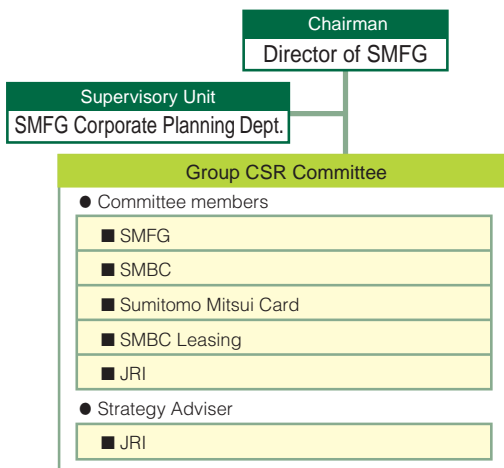 Chairman
Director of SMFG
Supervisory Unit
SMFG Corporate Planning Dept.
Group CSR Committee
● Committee members
■ SMFG
■ SMBC
■ Sumitomo Mitsui Card
■ SMBC Leasing
■ JRI
● Strategy Adviser
■ JRI